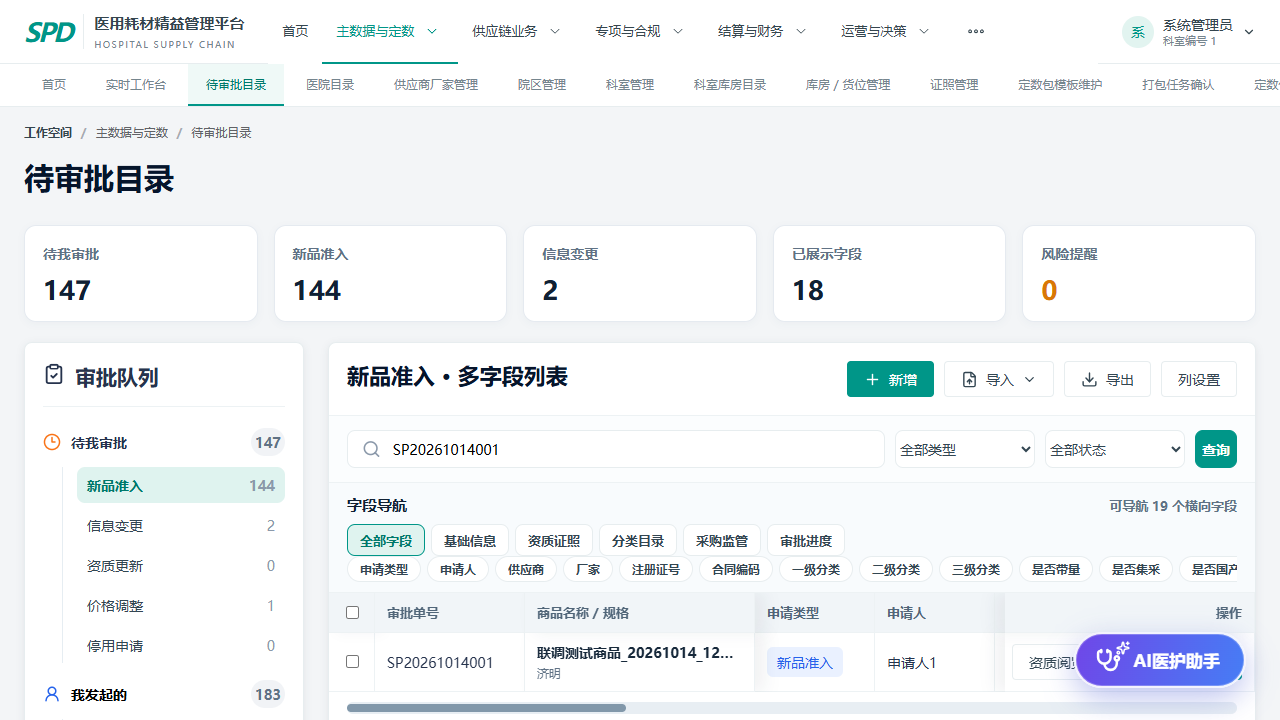 SPD
医用耗材精益管理平台
HOSPITAL SUPPLY CHAIN
首页 主数据与定数 供应链业务 专项与合规 结算与财务 运营与决策
系 系统管理员
科室编号 1
首页 实时工作台 待审批目录 医院目录 供应商厂家管理 院区管理 科室管理 科室库房目录 库房 / 货位管理 证照管理 定数包模板维护 打包任务确认
工作空间 / 主数据与定数 / 待审批目录
待审批目录
待我审批 新品准入 信息变更 已展示字段 风险提醒
147 144 2 18 0
审批队列
待我审批 147
新品准入 144
信息变更 2
资质更新 0
价格调整 1
停用申请 0
我发起的 183
新品准入・多字段列表
新增 导入 导出 列设置
SP20261014001 全部类型 全部状态 查询
字段导航 可导航 19 个横向字段
全部字段 基础信息 资质证照 分类目录 采购监管 审批进度
申请类型 申请人 供应商 厂家 注册证号 合同编码 一级分类 二级分类 三级分类 是否带量 是否集采 是否国产
审批单号 商品名称 / 规格 申请类型 申请人 操作
SP20261014001 联调测试商品_20261014_12... 新品准入 申请人1 资质阅
济明
AI医护助手